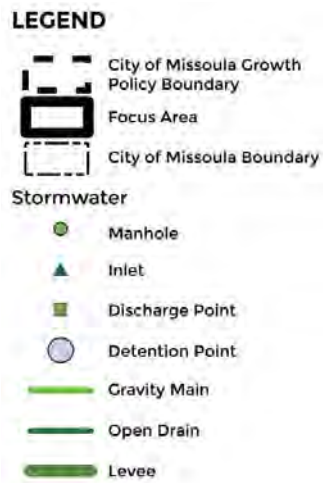 LEGEND
City of Missoula Growth
Policy Boundary
Focus Area
City of Missoula Boundary
Stormwater
Manhole
Inlet
Discharge Point
Detention Point
Gravity Main
Open Drain
Levee